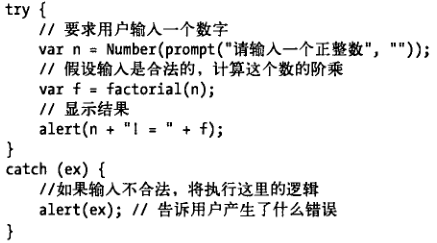 try {
// 要求用户输入一个数字
var n = Number(prompt("请输入一个正整数", ""));
// 假设输入是合法的，计算这个数的阶乘
var f = factorial(n);
// 显示结果
alert(n + "! = " + f);
}
catch (ex) {
//如果输入不合法，将执行这里的逻辑
alert(ex); // 告诉用户产生了什么错误
}